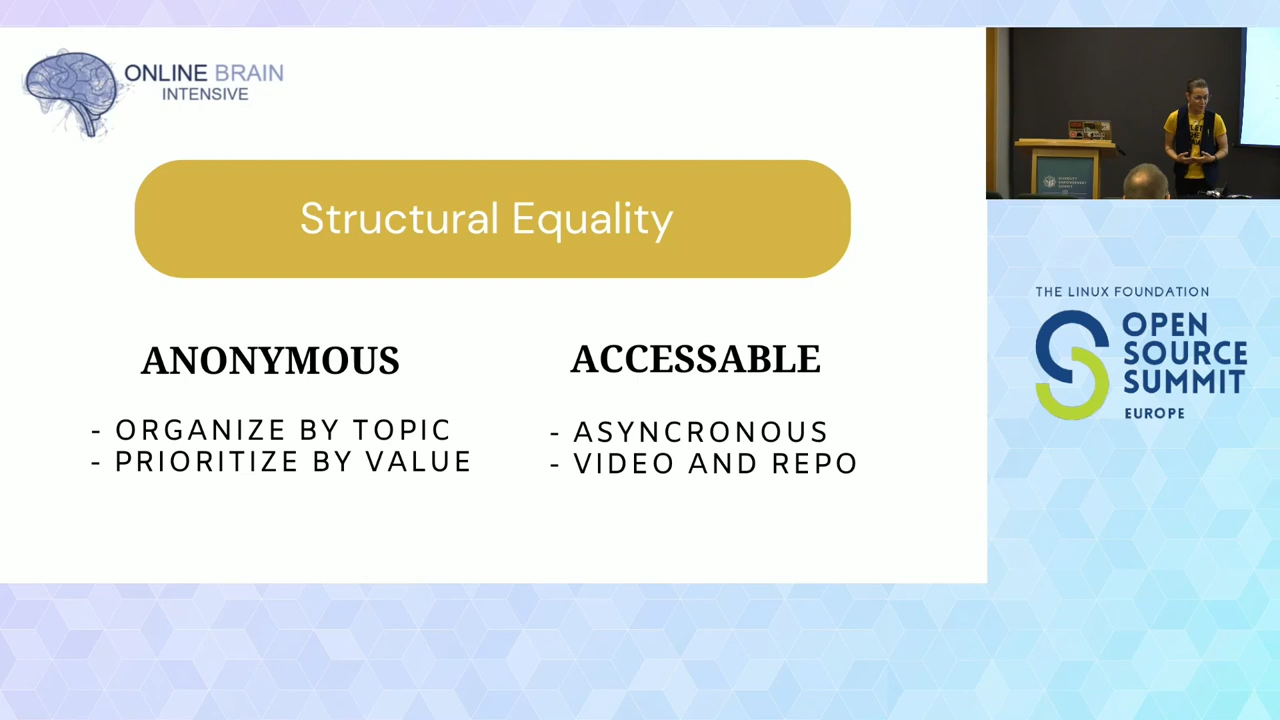 ONLINE BRAIN
INTENSIVE
Structural Equality
ANONYMOUS
- ORGANIZE BY TOPIC
- PRIORITIZE BY VALUE
ACCESSABLE
- ASYNCRONOUS
- VIDEO AND REPO
THE LINUX FOUNDATION
OPEN
SOURCE
SUMMIT
EUROPE